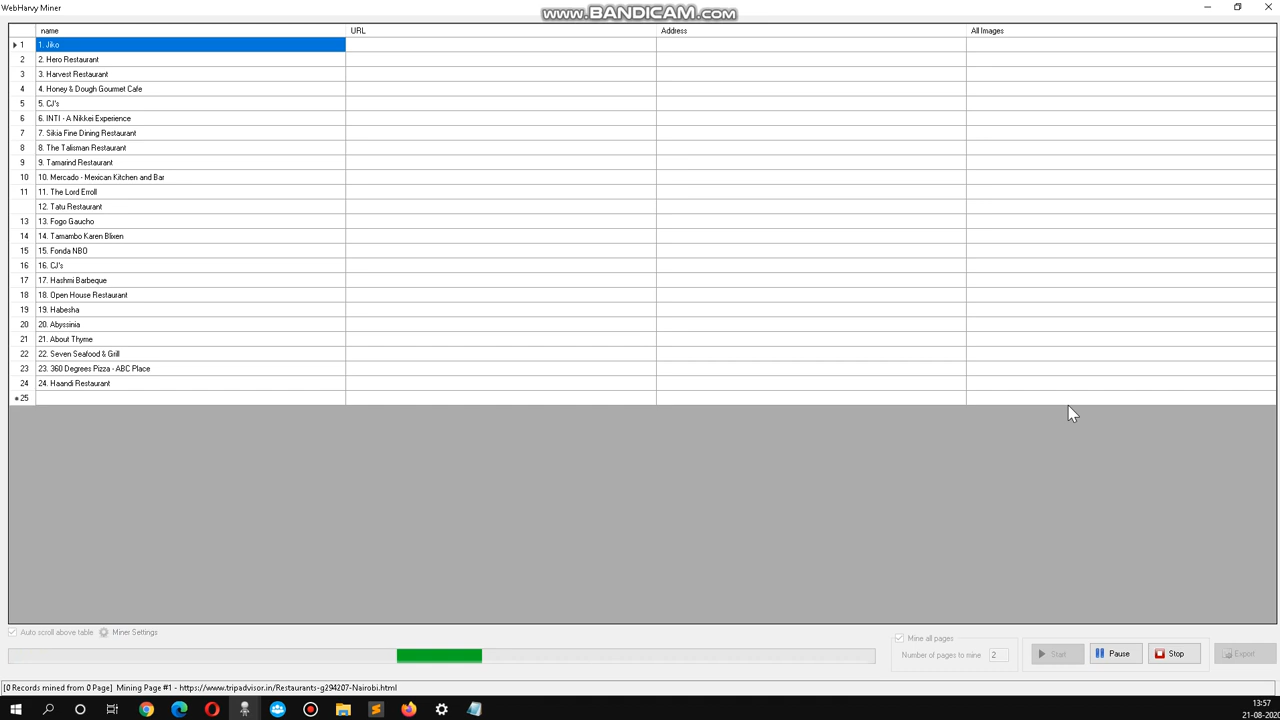 WebHarvy Miner
www.BANDICAM.com
name URL Address All Images
1 1. Jiko
2 2. Hero Restaurant
3 3. Harvest Restaurant
4 4. Honey & Dough Gourmet Cafe
5 5. CJ's
6 6. INTI - A Nikkei Experience
7 7. Sikia Fine Dining Restaurant
8 8. The Talisman Restaurant
9 9. Tamarind Restaurant
10 10. Mercado - Mexican Kitchen and Bar
11 11. The Lord Erroll
12. Tatu Restaurant
13 13. Fogo Gaucho
14 14. Tamambo Karen Blixen
15 15. Fonda NBO
16 16. CJ's
17 17. Hashmi Barbeque
18 18. Open House Restaurant
19 19. Habesha
20 20. Abyssinia
21 21. About Thyme
22 22. Seven Seafood & Grill
23 23. 360 Degrees Pizza - ABC Place
24 24. Haandi Restaurant
25
Auto scroll above table Miner Settings
Mine all pages
Number of pages to mine 2
Start Pause Stop Export
[0 Records mined from 0 Page] Mining Page #1 - https://www.tripadvisor.in/Restaurants-g294207-Nairobi.html
13:57
21-08-2020